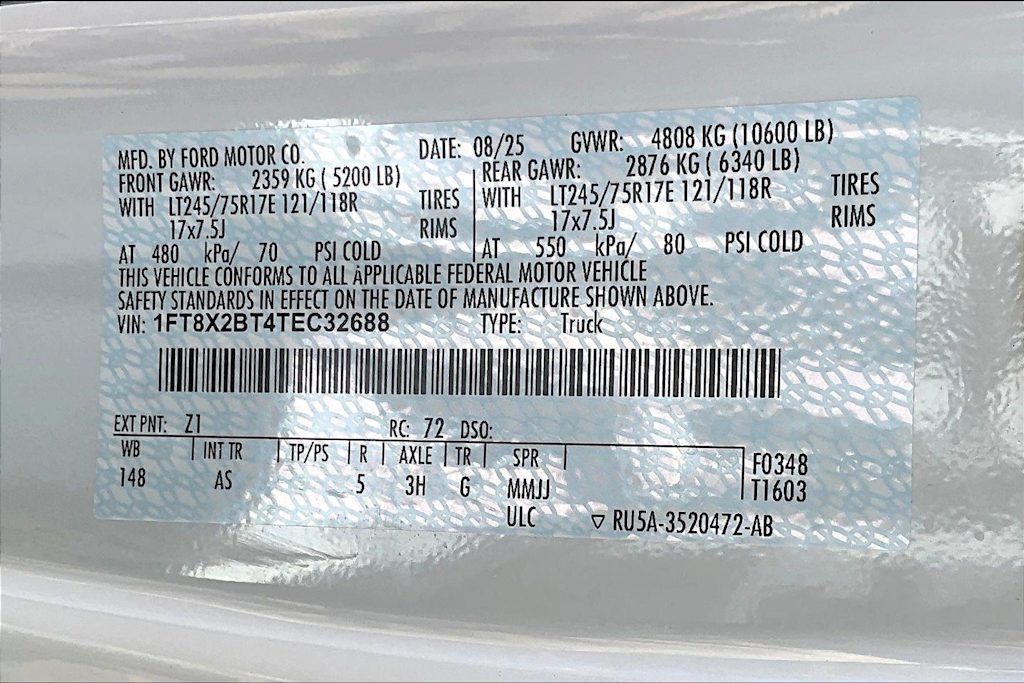 MFD. BY FORD MOTOR CO. DATE: 08/25 GVWR: 4808 KG (10600 LB)
FRONT GAWR: 2359 KG ( 5200 LB) REAR GAWR: 2876 KG ( 6340 LB)
WITH LT245/75R17E 121/118R TIRES WITH LT245/75R17E 121/118R TIRES
17x7.5J RIMS 17x7.5J RIMS
AT 480 kPa/ 70 PSI COLD AT 550 kPa/ 80 PSI COLD
THIS VEHICLE CONFORMS TO ALL APPLICABLE FEDERAL MOTOR VEHICLE
SAFETY STANDARDS IN EFFECT ON THE DATE OF MANUFACTURE SHOWN ABOVE.
VIN: 1FT8X2BT4TEC32688 TYPE: Truck
EXT PNT: Z1 RC: 72 DSO:
WB INT TR TP/PS R AXLE TR SPR F0348
148 AS 5 3H G MMJJ T1603
ULC ▽ RU5A-3520472-AB